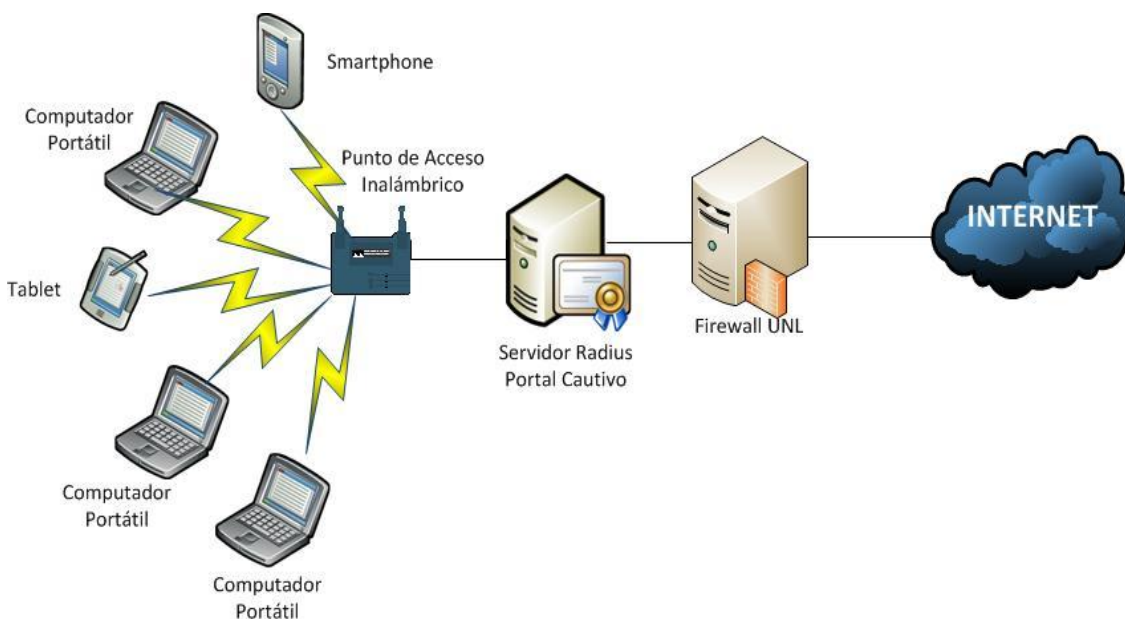 Smartphone
Computador
Portátil
Punto de Acceso
Inalámbrico
INTERNET
Tablet
Firewall UNL
Servidor Radius
Portal Cautivo
Computador
Portátil
Computador
Portátil